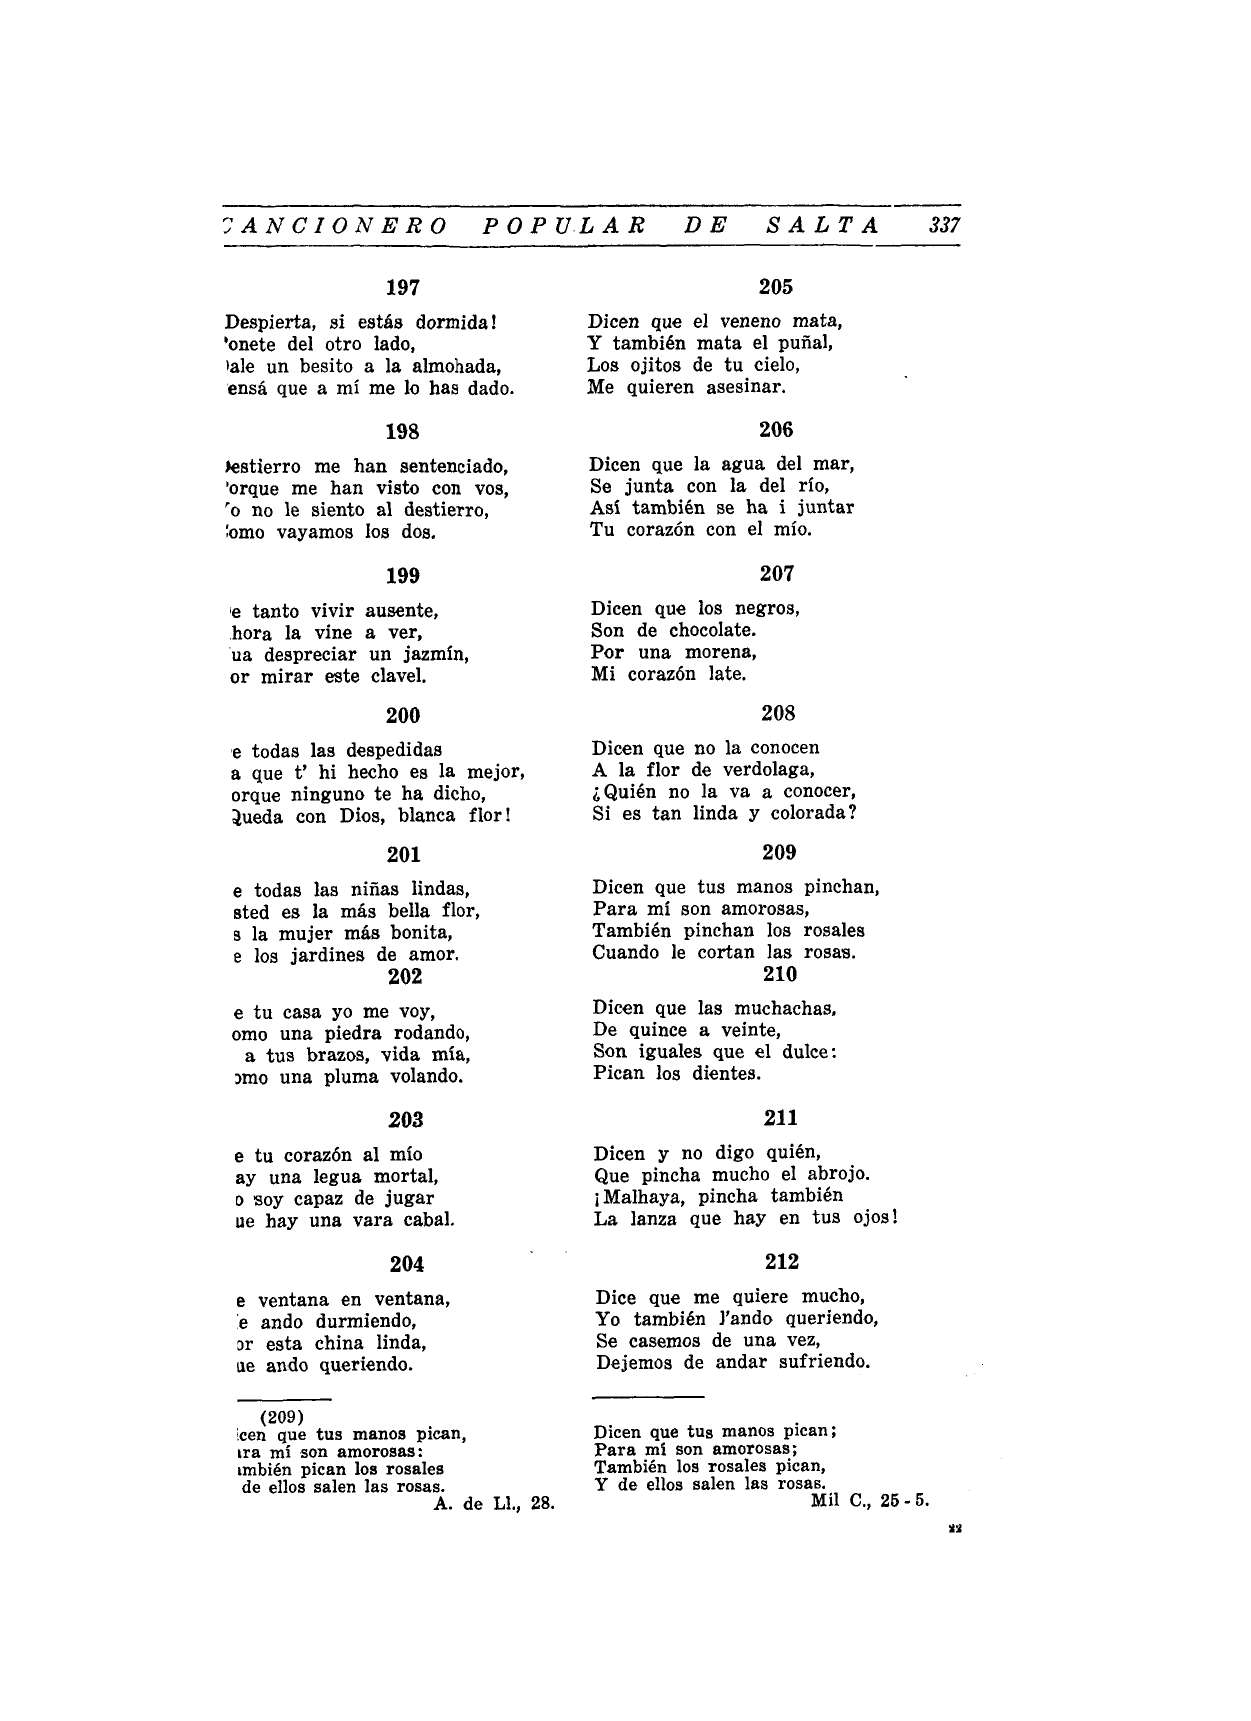 CANCIONERO POPULAR DE SALTA 337
197
Despierta, si estás dormida!
'onete del otro lado,
ale un besito a la almohada,
ensá que a mí me lo has dado.
198
estierro me han sentenciado,
'orque me han visto con vos,
o no le siento al destierro,
omo vayamos los dos.
199
e tanto vivir ausente,
hora la vine a ver,
ua despreciar un jazmín,
or mirar este clavel.
200
e todas las despedidas
a que t' hi hecho es la mejor,
orque ninguno te ha dicho,
Queda con Dios, blanca flor!
201
e todas las niñas lindas,
sted es la más bella flor,
s la mujer más bonita,
e los jardines de amor.
202
e tu casa yo me voy,
omo una piedra rodando,
a tus brazos, vida mía,
omo una pluma volando.
203
e tu corazón al mío
ay una legua mortal,
o soy capaz de jugar
ue hay una vara cabal.
204
e ventana en ventana,
e ando durmiendo,
or esta china linda,
ue ando queriendo.
205
Dicen que el veneno mata,
Y también mata el puñal,
Los ojitos de tu cielo,
Me quieren asesinar.
206
Dicen que la agua del mar,
Se junta con la del río,
Así también se ha i juntar
Tu corazón con el mío.
207
Dicen que los negros,
Son de chocolate.
Por una morena,
Mi corazón late.
208
Dicen que no la conocen
A la flor de verdolaga,
¿Quién no la va a conocer,
Si es tan linda y colorada?
209
Dicen que tus manos pinchan,
Para mí son amorosas,
También pinchan los rosales
Cuando le cortan las rosas.
210
Dicen que las muchachas,
De quince a veinte,
Son iguales que el dulce:
Pican los dientes.
211
Dicen y no digo quién,
Que pincha mucho el abrojo.
¡Malhaya, pincha también
La lanza que hay en tus ojos!
212
Dice que me quiere mucho,
Yo también l'ando queriendo,
Se casemos de una vez,
Dejemos de andar sufriendo.
(209)
icen que tus manos pican,
ara mí son amorosas:
ambién pican los rosales
de ellos salen las rosas.
A. de Ll., 28.
Dicen que tus manos pican;
Para mí son amorosas;
También los rosales pican,
Y de ellos salen las rosas.
Mil C., 25 - 5.
22